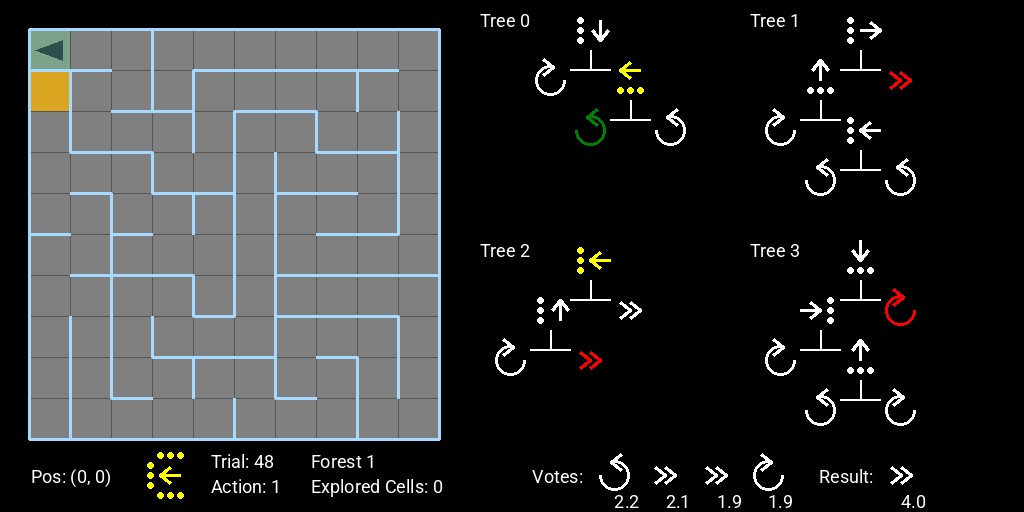 Tree 0
Tree 1
Tree 2
Tree 3
Pos: (0, 0)
Trial: 48
Forest 1
Action: 1
Explored Cells: 0
Votes:
2.2
2.1
1.9
1.9
Result:
4.0